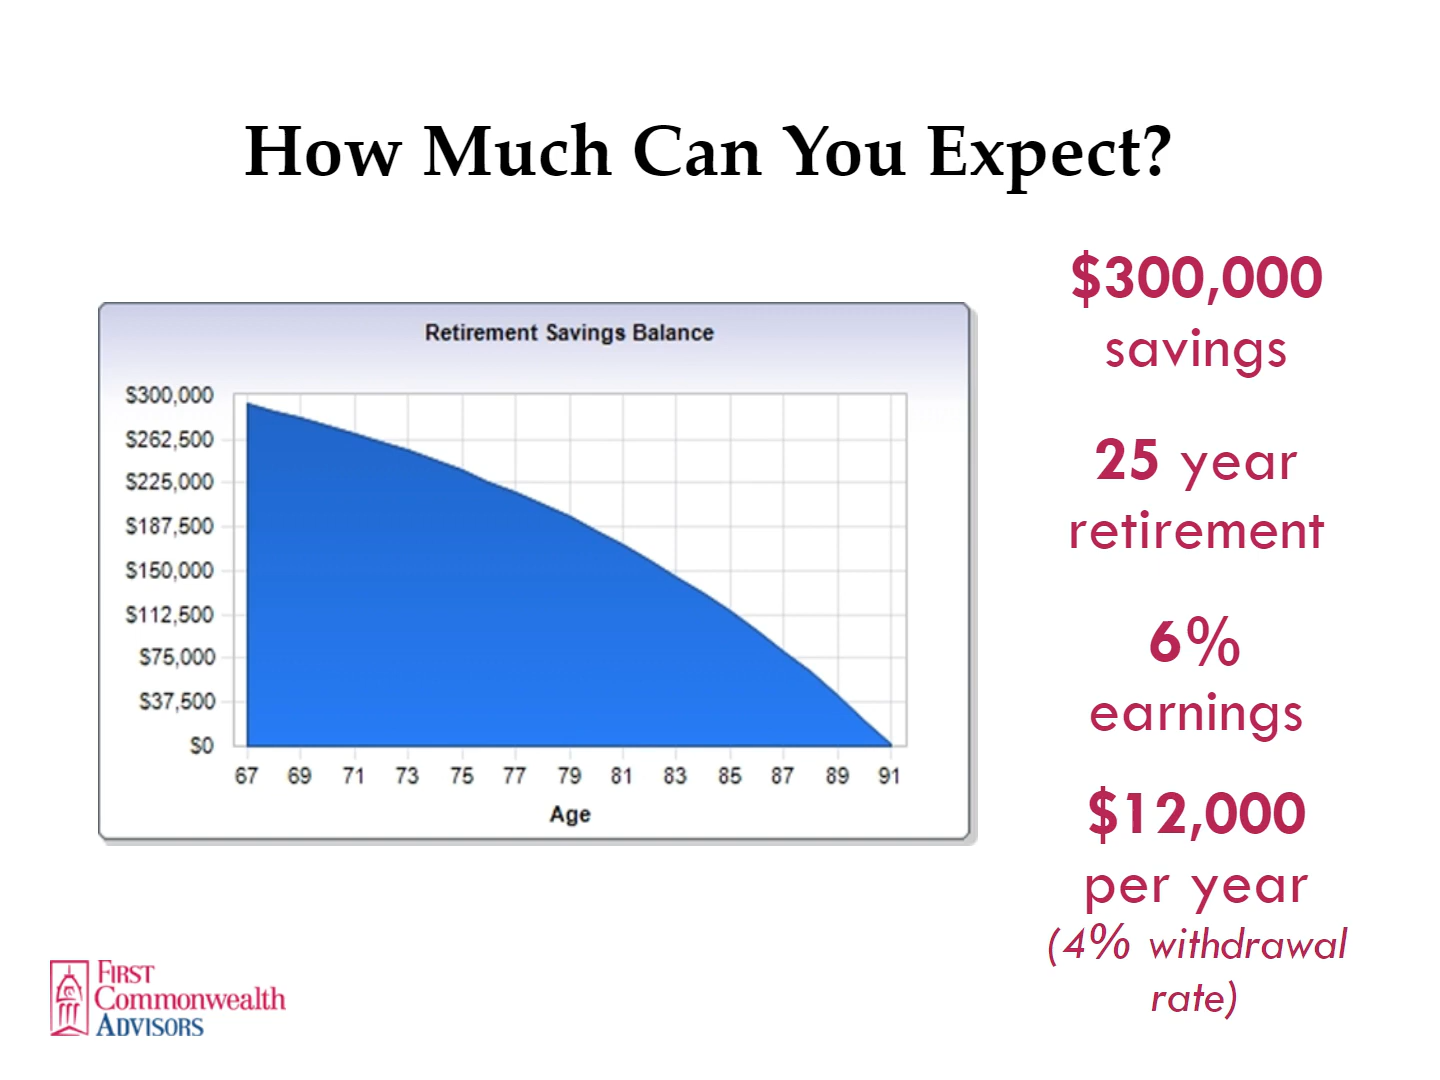 How Much Can You Expect?
Retirement Savings Balance
$300,000
$262,500
$225,000
$187,500
$150,000
$112,500
$75,000
$37,500
$0
67 69 71 73 75 77 79 81 83 85 87 89 91
Age
$300,000
savings
25 year
retirement
6%
earnings
$12,000
per year
(4% withdrawal
rate)
FIRST
COMMONWEALTH
ADVISORS